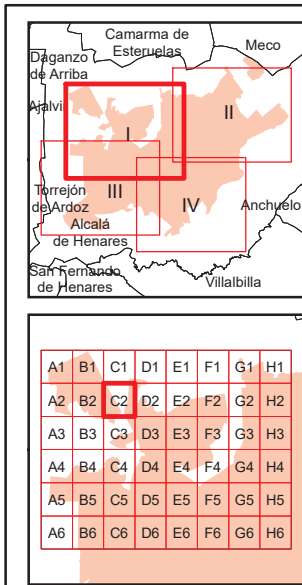 Camarma de
Esteruelas
Meco
Daganzo
de Arriba
Ajalvi
I
II
Torrejón
de Ardoz
III
IV
Anchuelo
Alcalá
de Henares
San Fernando
de Henares
Villalbilla
A1 B1 C1 D1 E1 F1 G1 H1
A2 B2 C2 D2 E2 F2 G2 H2
A3 B3 C3 D3 E3 F3 G3 H3
A4 B4 C4 D4 E4 F4 G4 H4
A5 B5 C5 D5 E5 F5 G5 H5
A6 B6 C6 D6 E6 F6 G6 H6